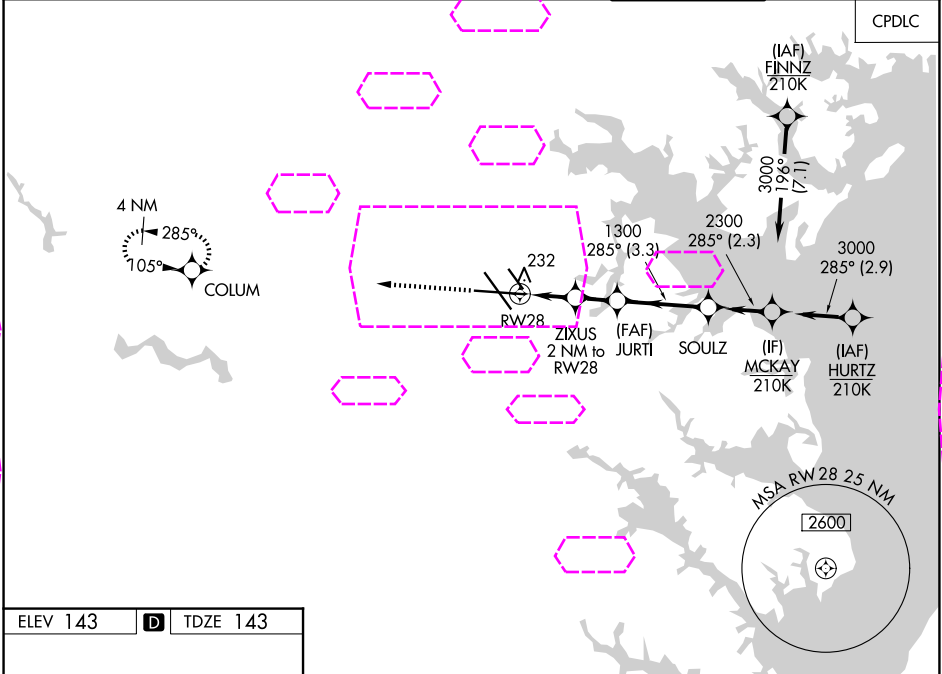 CPDLC
(IAF)
FINNZ
210K
3000
196°
(7.1)
4 NM
285°
105°
COLUM
232
RW28
1300
285° (3.3)
2300
285° (2.3)
3000
285° (2.9)
ZIXUS
2 NM to
RW28
(FAF)
JURTI
SOULZ
(IF)
MCKAY
210K
(IAF)
HURTZ
210K
MSA RW 28 25 NM
2600
ELEV 143 D TDZE 143